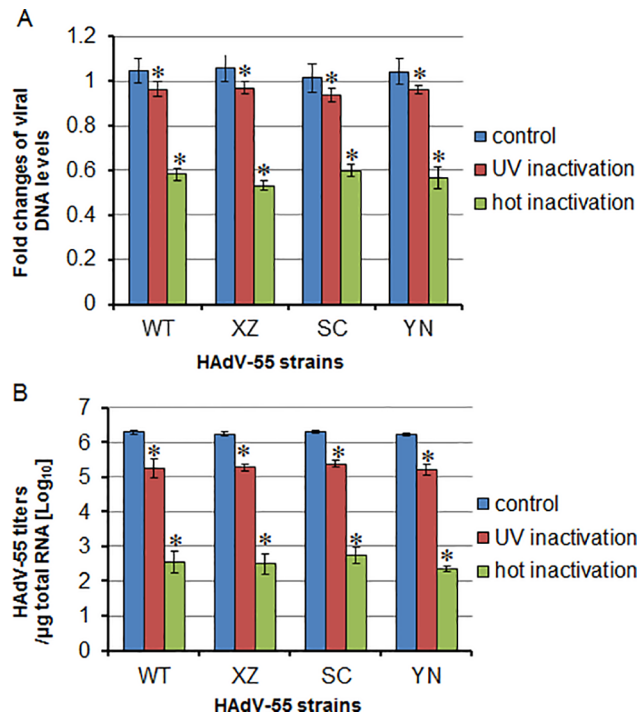 A
Fold changes of viral
DNA levels
1.2
1
0.8
0.6
0.4
0.2
0
* * * * * * * *
WT XZ SC YN
HAdV-55 strains
control
UV inactivation
hot inactivation
B
HAdV-55 titers
/µg total RNA [Log₁₀]
7
6
5
4
3
2
1
0
* * * * * * * *
WT XZ SC YN
HAdV-55 strains
control
UV inactivation
hot inactivation